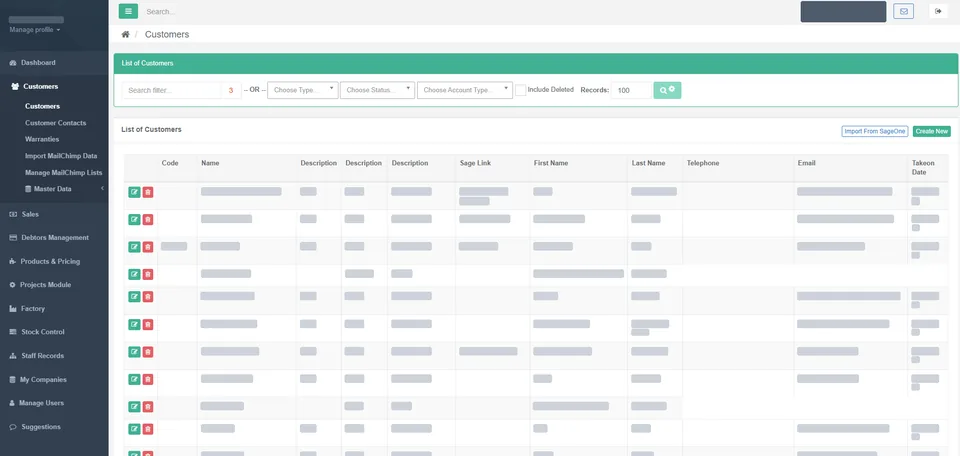 Search...
Manage profile
Customers
Dashboard
Customers
Customers
Customer Contacts
Warranties
Import MailChimp Data
Manage MailChimp Lists
Master Data
Sales
Debtors Management
Products & Pricing
Projects Module
Factory
Stock Control
Staff Records
My Companies
Manage Users
Suggestions
/ Customers
List of Customers
Search filter... 3 -- OR -- Choose Type... Choose Status... Choose Account Type... Include Deleted Records: 100
List of Customers
Import From SageOne Create New
Code Name Description Description Description Sage Link First Name Last Name Telephone Email Takeon Date